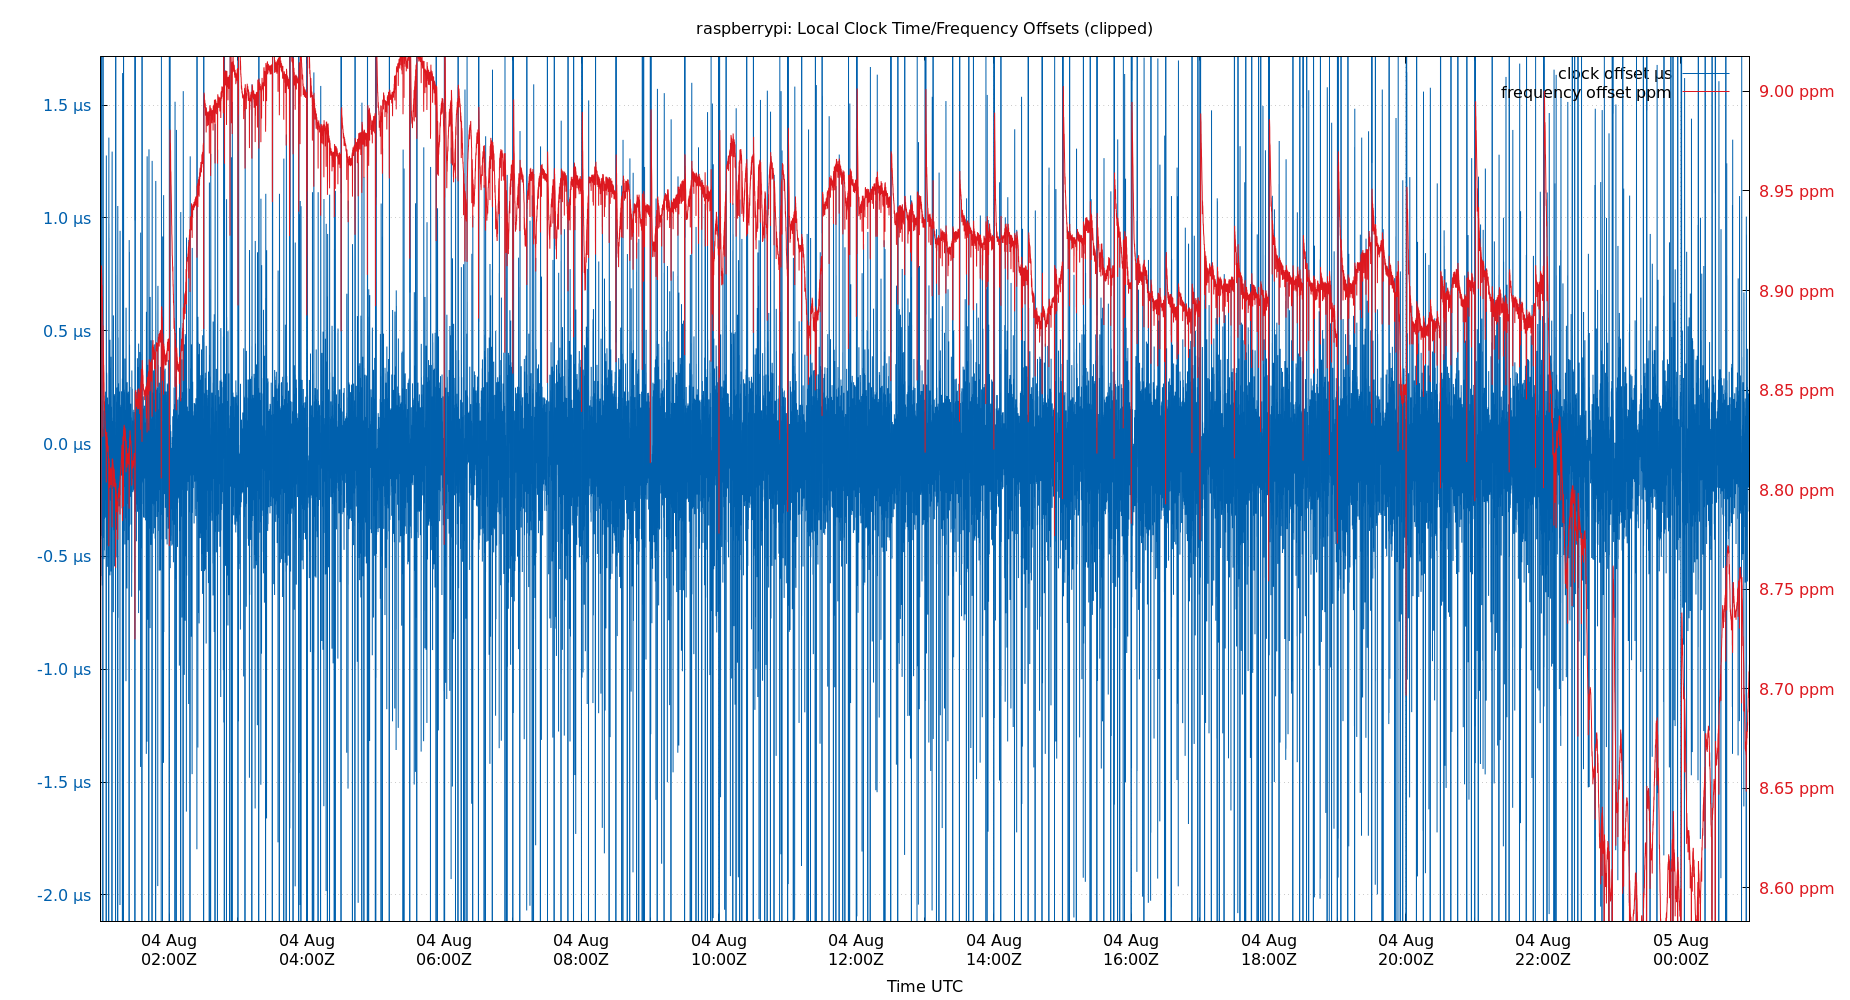 raspberrypi: Local Clock Time/Frequency Offsets (clipped)
clock offset µs
frequency offset ppm
1.5 µs
1.0 µs
0.5 µs
0.0 µs
-0.5 µs
-1.0 µs
-1.5 µs
-2.0 µs
9.00 ppm
8.95 ppm
8.90 ppm
8.85 ppm
8.80 ppm
8.75 ppm
8.70 ppm
8.65 ppm
8.60 ppm
04 Aug 04 Aug 04 Aug 04 Aug 04 Aug 04 Aug 04 Aug 04 Aug 04 Aug 04 Aug 04 Aug 05 Aug
02:00Z 04:00Z 06:00Z 08:00Z 10:00Z 12:00Z 14:00Z 16:00Z 18:00Z 20:00Z 22:00Z 00:00Z
Time UTC